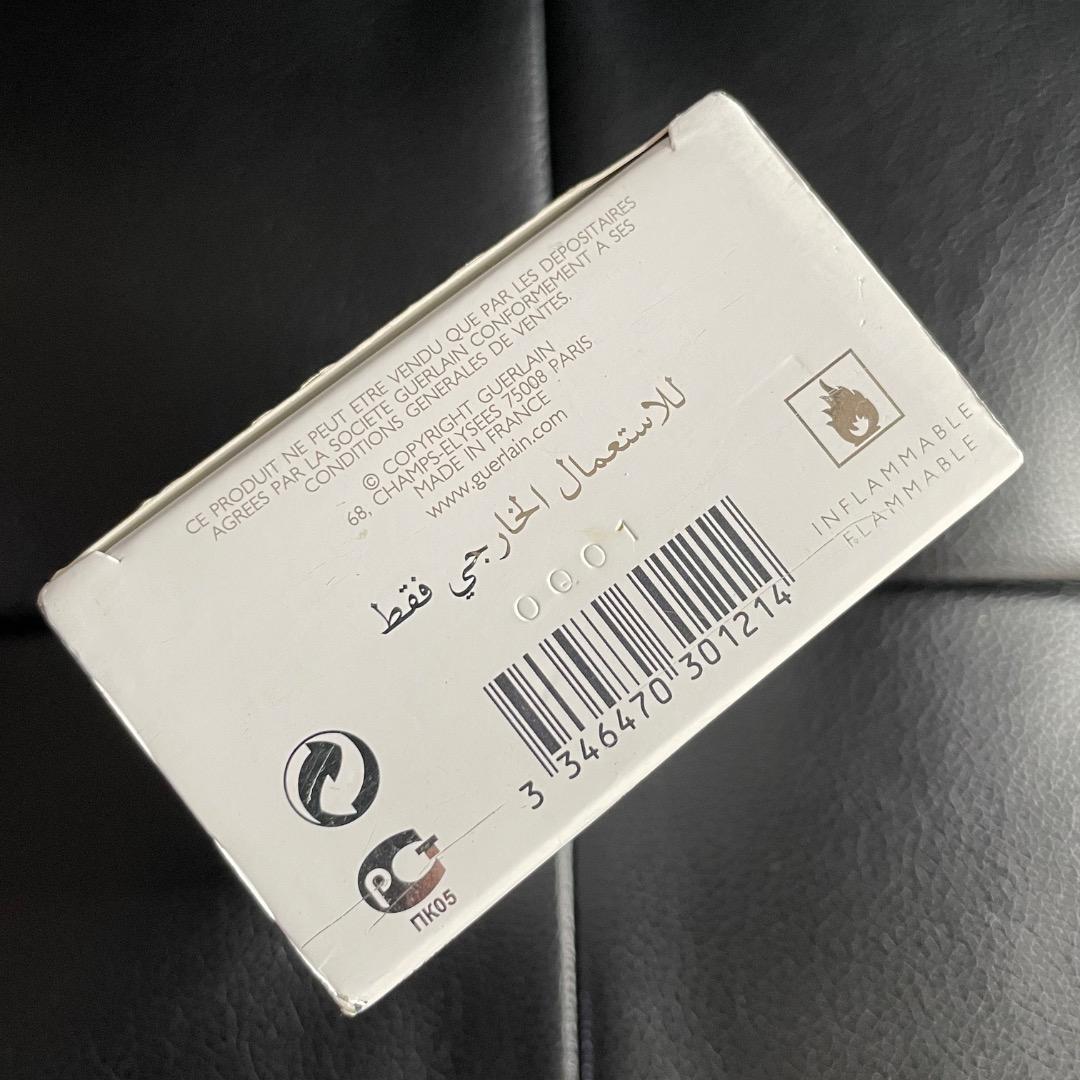 CE PRODUIT NE PEUT ETRE VENDU QUE PAR LES DEPOSITAIRES
AGREES PAR LA SOCIETE GUERLAIN CONFORMEMENT A SES
CONDITIONS GENERALES DE VENTES.
© COPYRIGHT GUERLAIN
68, CHAMPS-ELYSEES 75008 PARIS
MADE IN FRANCE
www.guerlain.com
للاستعمال الخارجي فقط
0Q01
3 346470 301214
INFLAMMABLE
FLAMMABLE
РСТ
ПК05